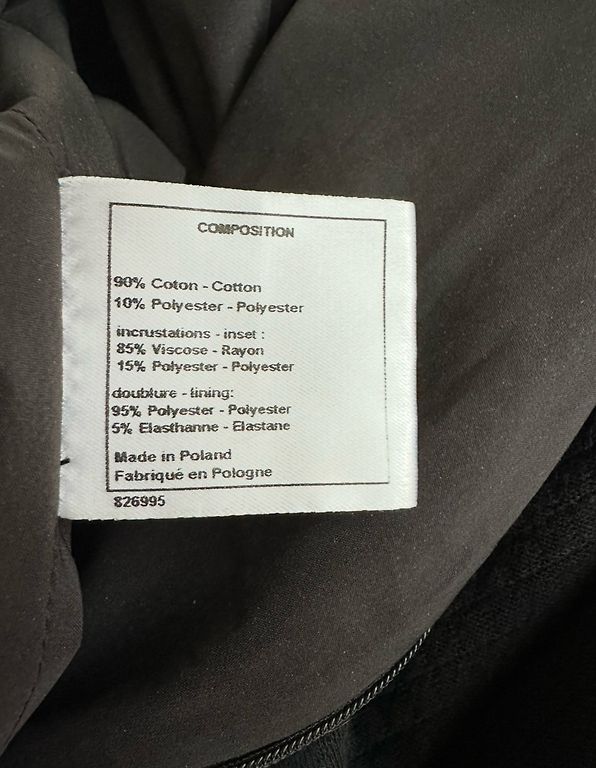 COMPOSITION
90% Coton - Cotton
10% Polyester - Polyester
incrustations - inset :
85% Viscose - Rayon
15% Polyester - Polyester
doublure - lining:
95% Polyester - Polyester
5% Elasthanne - Elastane
Made in Poland
Fabriqué en Pologne
826995